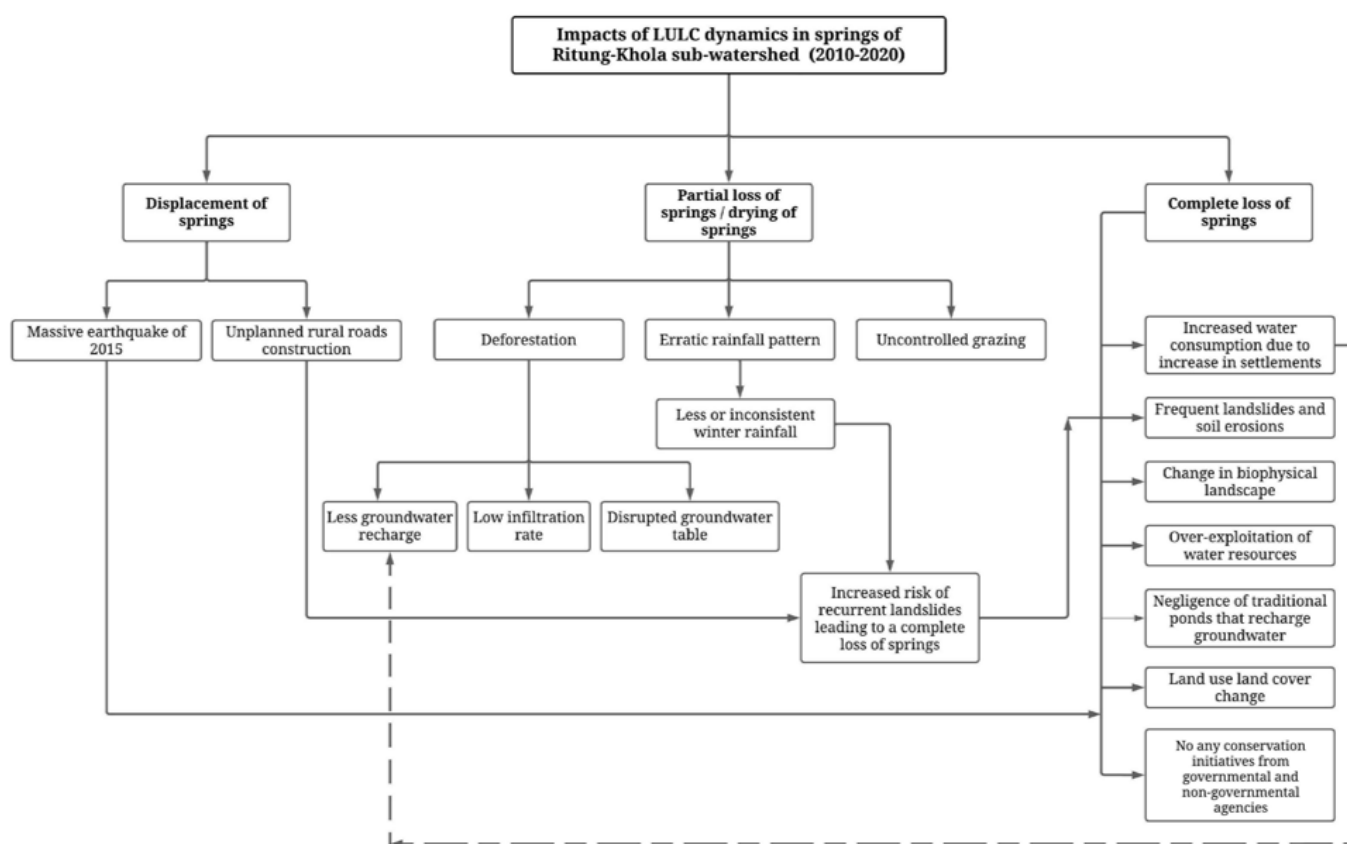 Impacts of LULC dynamics in springs of
Ritung-Khola sub-watershed (2010-2020)
Displacement of
springs
Partial loss of
springs / drying of
springs
Complete loss of
springs
Massive earthquake of
2015
Unplanned rural roads
construction
Deforestation
Erratic rainfall pattern
Uncontrolled grazing
Increased water
consumption due to
increase in settlements
Less or inconsistent
winter rainfall
Frequent landslides and
soil erosions
Change in biophysical
landscape
Less groundwater
recharge
Low infiltration
rate
Disrupted groundwater
table
Over-exploitation of
water resources
Increased risk of
recurrent landslides
leading to a complete
loss of springs
Negligence of traditional
ponds that recharge
groundwater
Land use land cover
change
No any conservation
initiatives from
governmental and
non-governmental
agencies